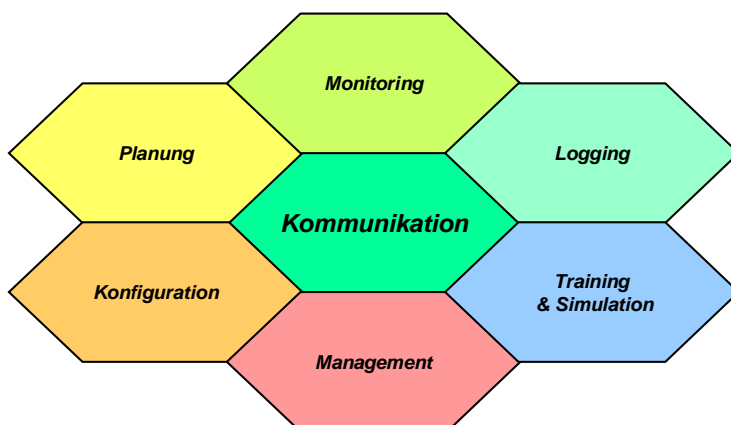 Monitoring
Planung
Logging
Kommunikation
Konfiguration
Training
& Simulation
Management